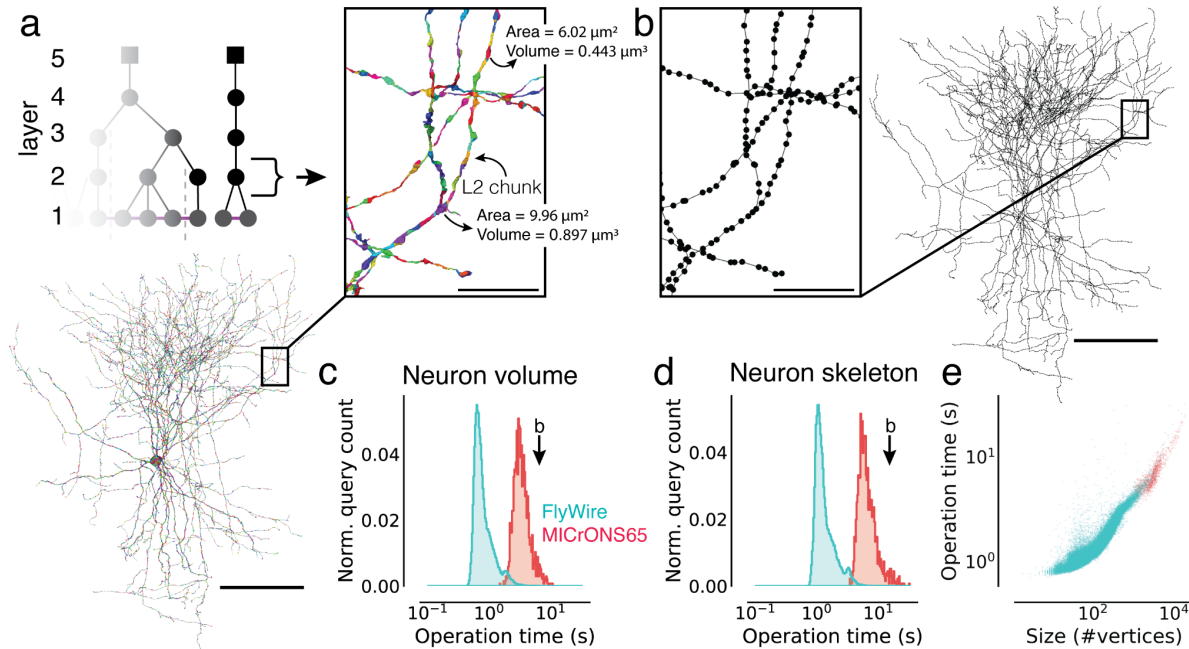 a
layer
5
4
3
2
1
Area = 6.02 µm²
Volume = 0.443 µm³
L2 chunk
Area = 9.96 µm²
Volume = 0.897 µm³
b
c
Neuron volume
Norm. query count
0.04
0.02
0.00
b
FlyWire
MICrONS65
10⁻¹ 10⁰ 10¹
Operation time (s)
d
Neuron skeleton
Norm. query count
0.04
0.02
0.00
b
10⁻¹ 10⁰ 10¹
Operation time (s)
e
Operation time (s)
10¹
10⁰
10² 10⁴
Size (#vertices)